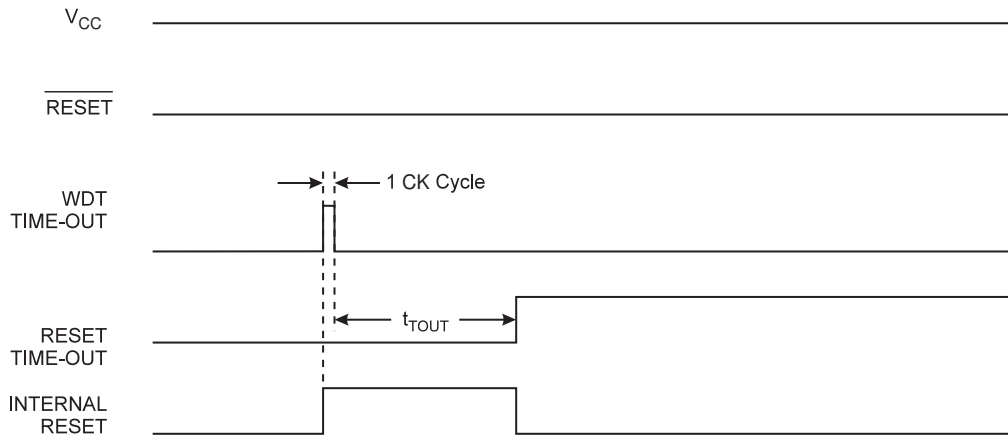 VCC
RESET
1 CK Cycle
WDT
TIME-OUT
tTOUT
RESET
TIME-OUT
INTERNAL
RESET